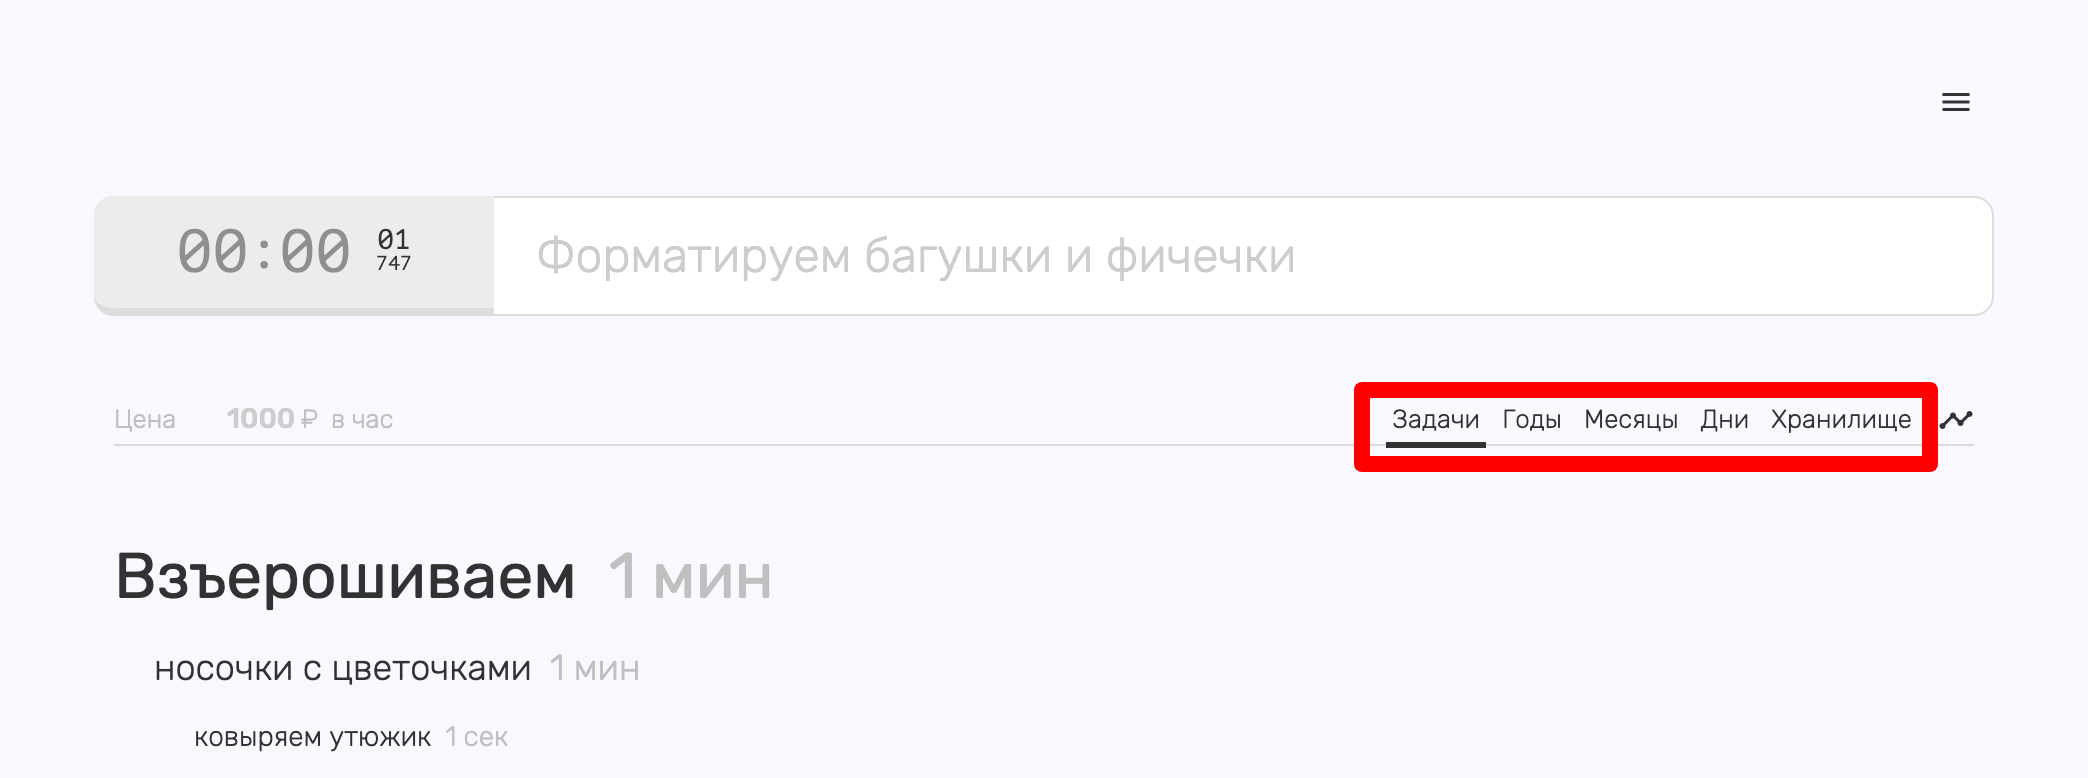 00:00 01
747
Форматируем багушки и фичечки
Цена 1000 ₽ в час Задачи Годы Месяцы Дни Хранилище
Взъерошиваем 1 мин
носочки с цветочками 1 мин
ковыряем утюжик 1 сек